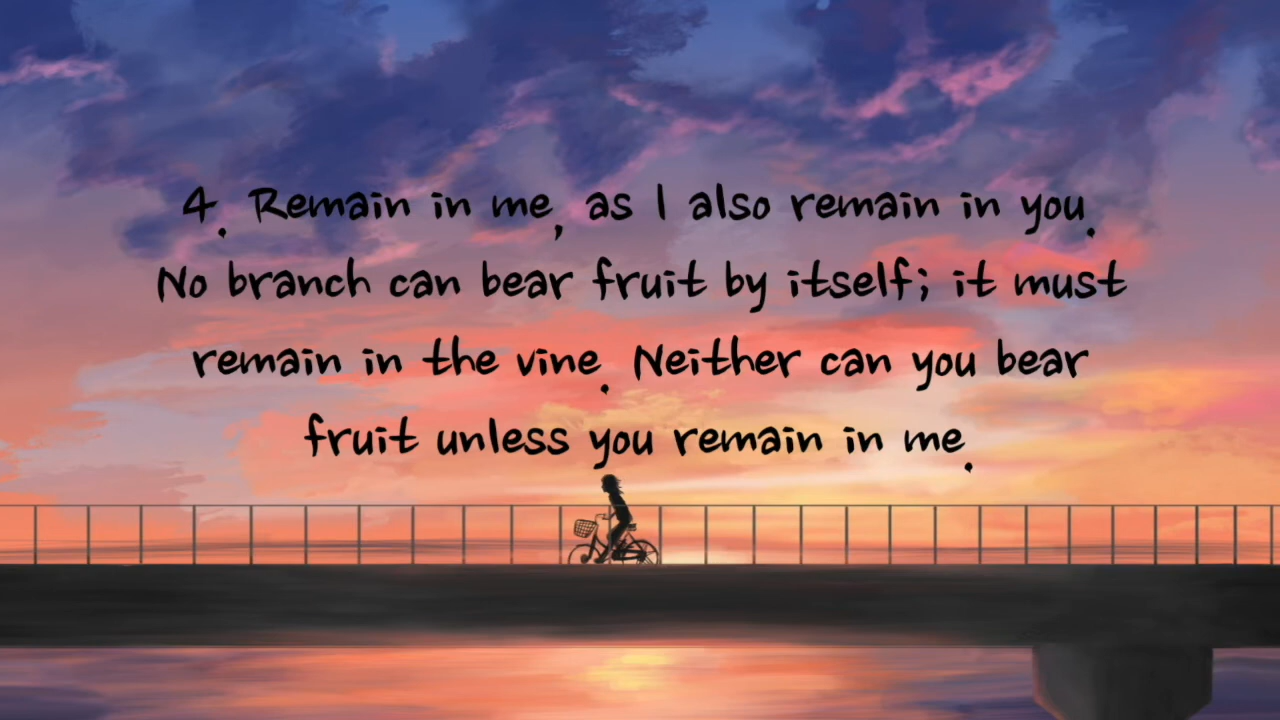 4. Remain in me, as I also remain in you.
No branch can bear fruit by itself; it must
remain in the vine. Neither can you bear
fruit unless you remain in me.